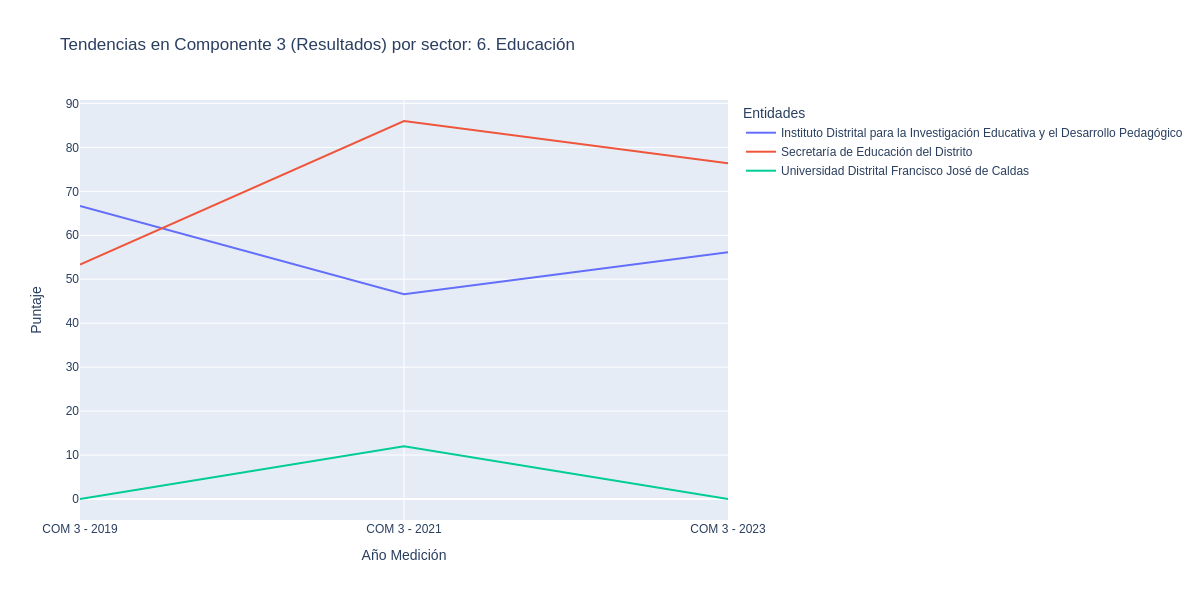 Tendencias en Componente 3 (Resultados) por sector: 6. Educación
Puntaje
90
80
70
60
50
40
30
20
10
0
COM 3 - 2019
COM 3 - 2021
COM 3 - 2023
Año Medición
Entidades
Instituto Distrital para la Investigación Educativa y el Desarrollo Pedagógico
Secretaría de Educación del Distrito
Universidad Distrital Francisco José de Caldas